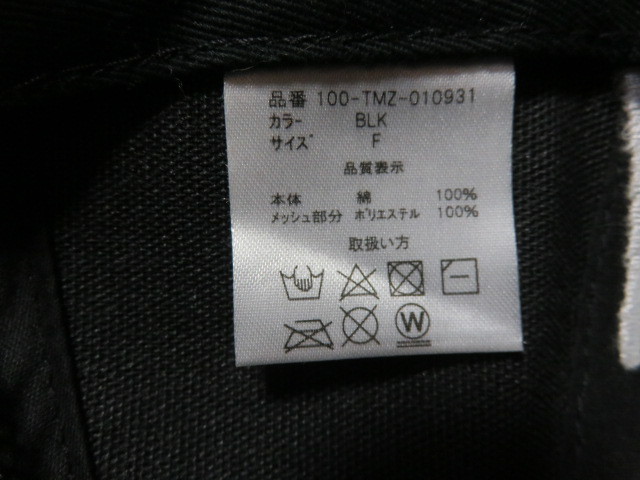 品番 100-TMZ-010931
カラー BLK
サイズ F
品質表示
本体 綿 100%
メッシュ部分 ポリエステル 100%
取扱い方
W